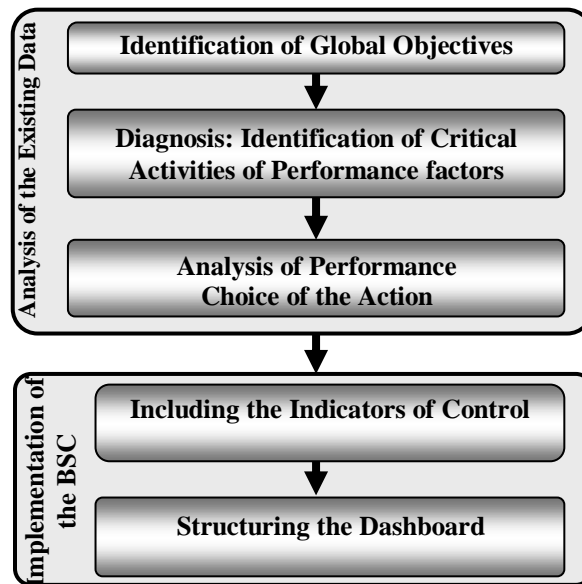 Analysis of the Existing Data
Identification of Global Objectives
Diagnosis: Identification of Critical
Activities of Performance factors
Analysis of Performance
Choice of the Action
Implementation of
the BSC
Including the Indicators of Control
Structuring the Dashboard